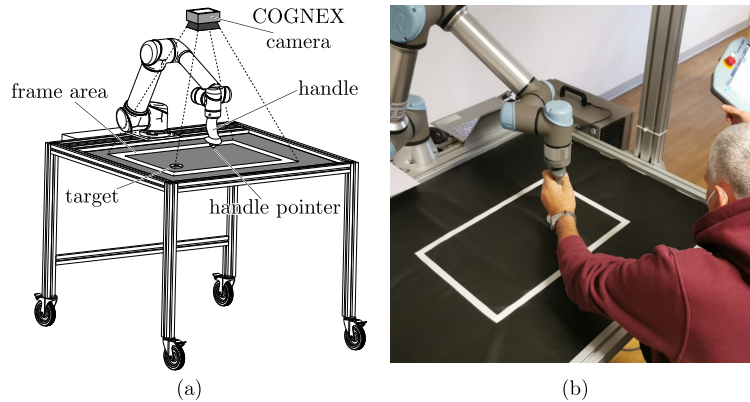 COGNEX
camera
frame area
handle
target
handle pointer
(a)
(b)